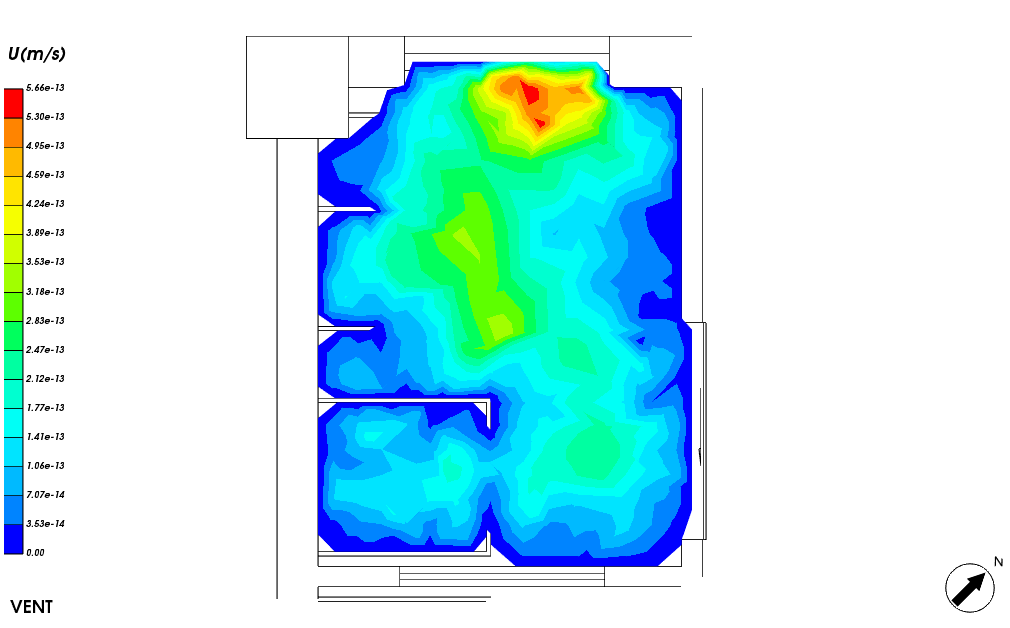 U(m/s)
5.66e-13
5.30e-13
4.95e-13
4.59e-13
4.24e-13
3.89e-13
3.53e-13
3.18e-13
2.83e-13
2.47e-13
2.12e-13
1.77e-13
1.41e-13
1.06e-13
7.07e-14
3.53e-14
0.00
N
VENT